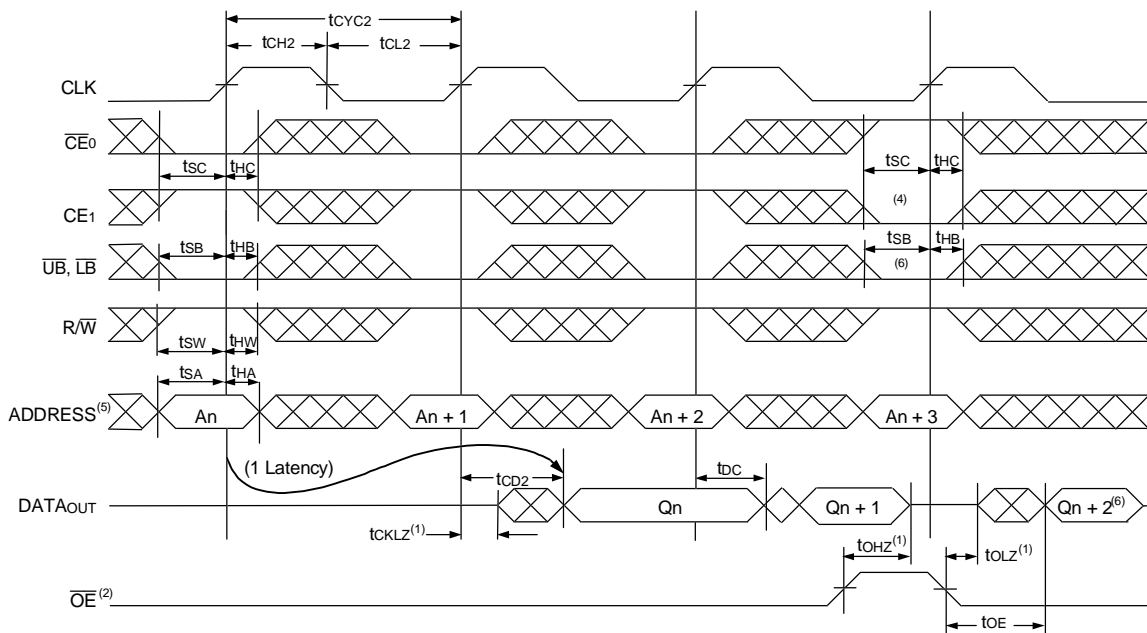 tCYC2
tCH2 tCL2
CLK
CE0
tSC tHC tSC tHC
CE1 (4)
tSB tHB tSB tHB
UB, LB (6)
R/W
tSW tHW
tSA tHA
ADDRESS(5) An An + 1 An + 2 An + 3
(1 Latency) tCD2 tDC
DATAOUT Qn Qn + 1 Qn + 2(6)
tCKLZ(1) tOHZ(1) tOLZ(1)
OE(2)
tOE